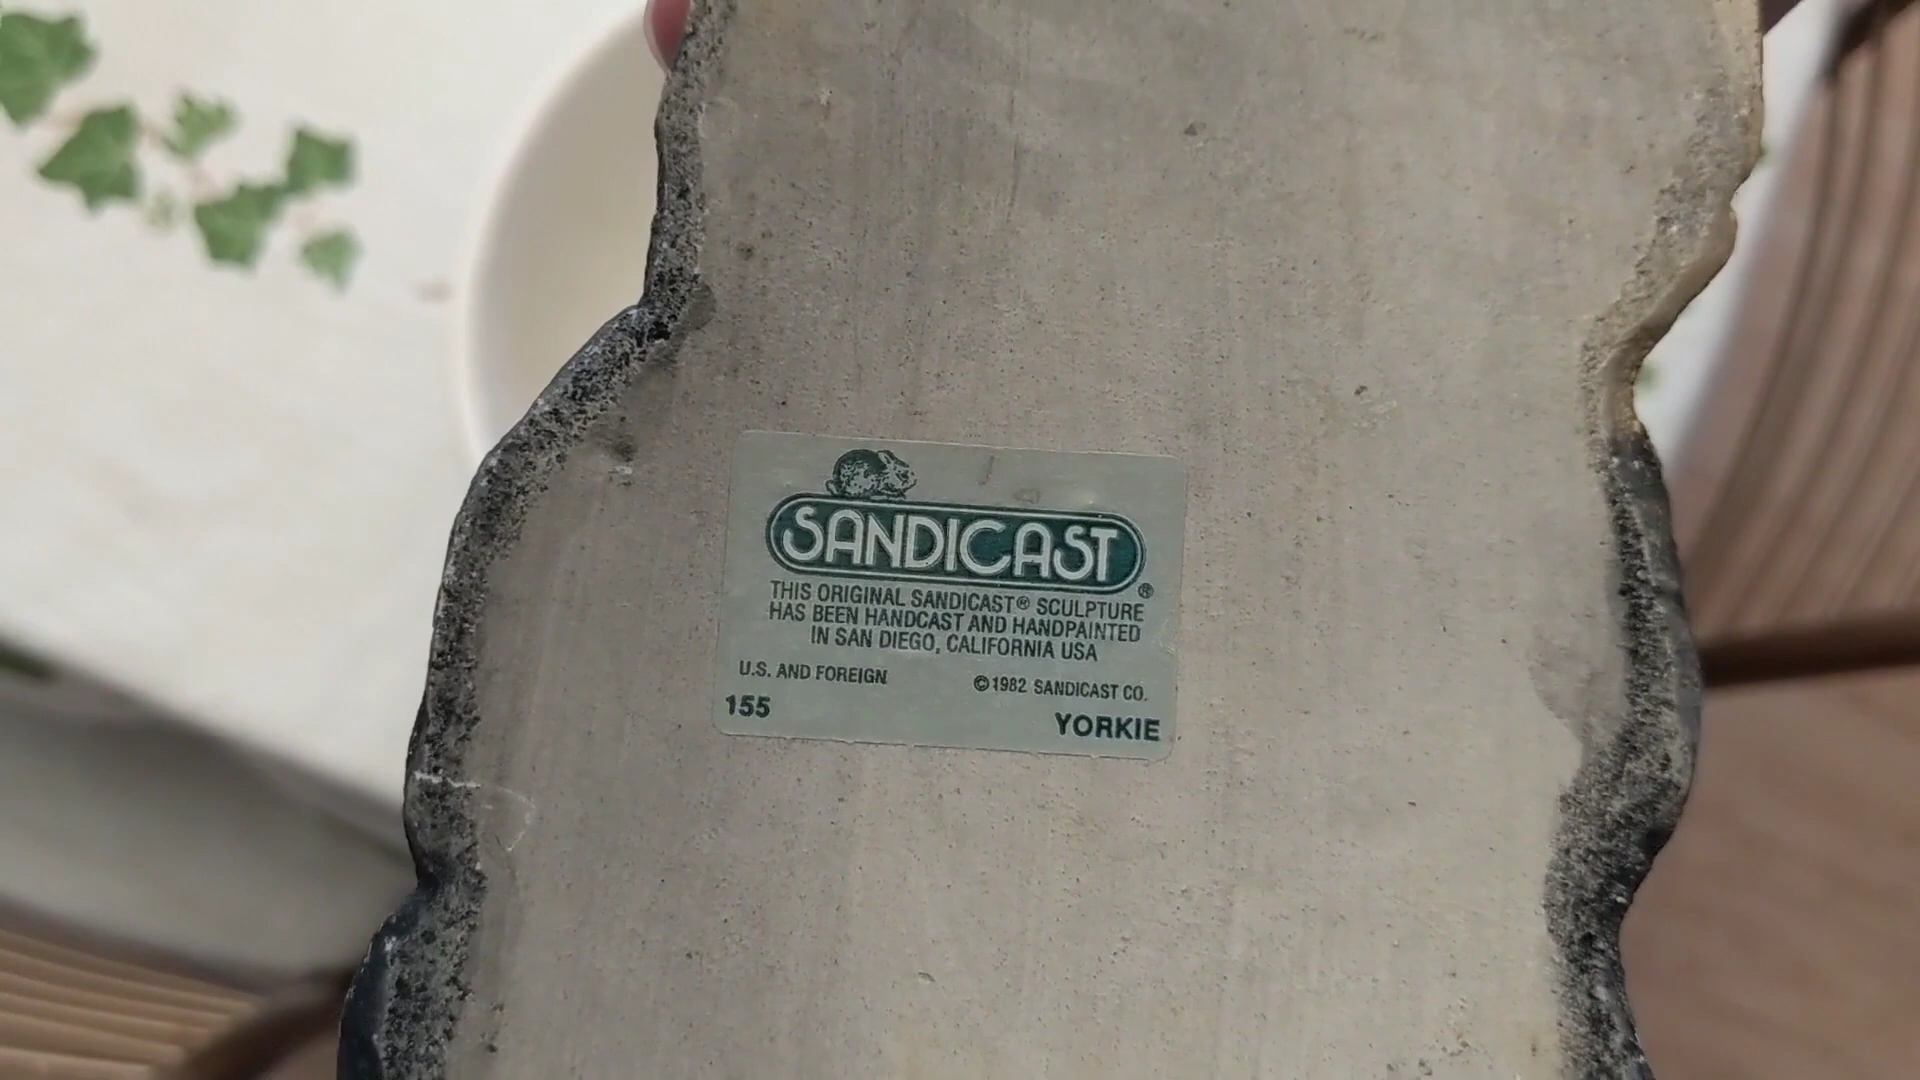 SANDICAST®
THIS ORIGINAL SANDICAST® SCULPTURE
HAS BEEN HANDCAST AND HANDPAINTED
IN SAN DIEGO, CALIFORNIA USA
U.S. AND FOREIGN ©1982 SANDICAST CO.
155 YORKIE